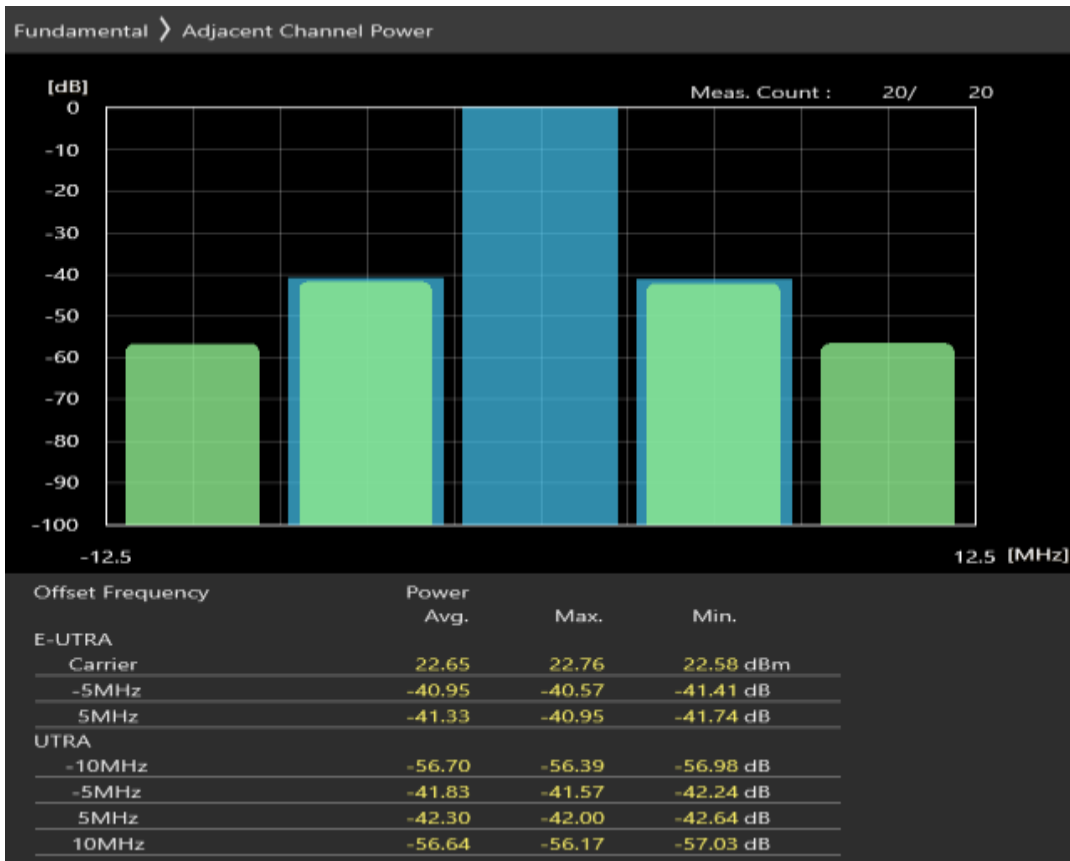 Fundamental 〉 Adjacent Channel Power
[dB]
Meas. Count : 20/ 20
0
-10
-20
-30
-40
-50
-60
-70
-80
-90
-100
-12.5 12.5 [MHz]
Offset Frequency Power
Avg. Max. Min.
E-UTRA
Carrier 22.65 22.76 22.58 dBm
-5MHz -40.95 -40.57 -41.41 dB
5MHz -41.33 -40.95 -41.74 dB
UTRA
-10MHz -56.70 -56.39 -56.98 dB
-5MHz -41.83 -41.57 -42.24 dB
5MHz -42.30 -42.00 -42.64 dB
10MHz -56.64 -56.17 -57.03 dB